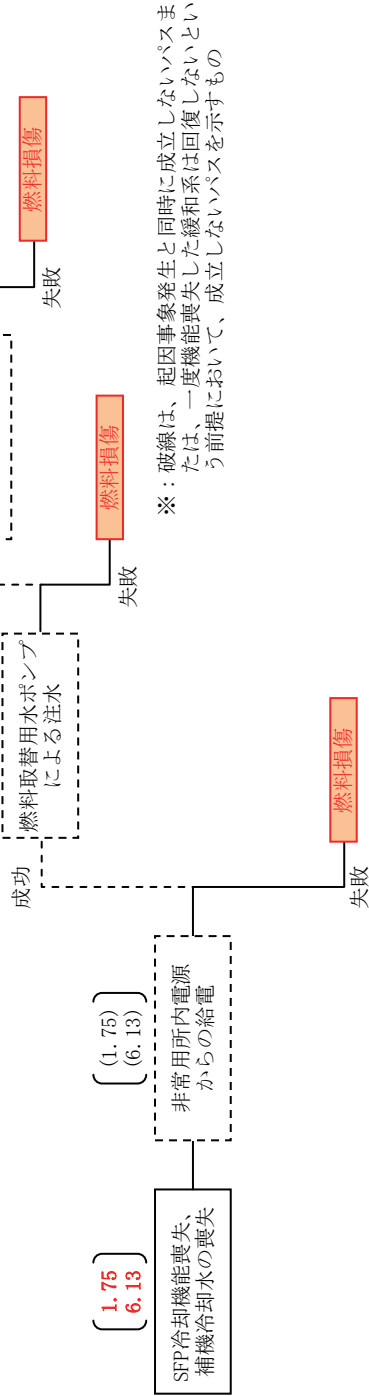 1.75
6.13
SFP冷却機能喪失、
補機冷却水の喪失
(1.75)
(6.13)
非常用所内電源
からの給電
成功
失敗
燃料損傷
燃料取替用水ポンプ
による注水
失敗
燃料損傷
失敗
燃料損傷
※：破線は、起因事象発生と同時に成立しないパスま
たは、一度機能喪失した緩和系は回復しないとい
う前提において、成立しないパスを示すもの